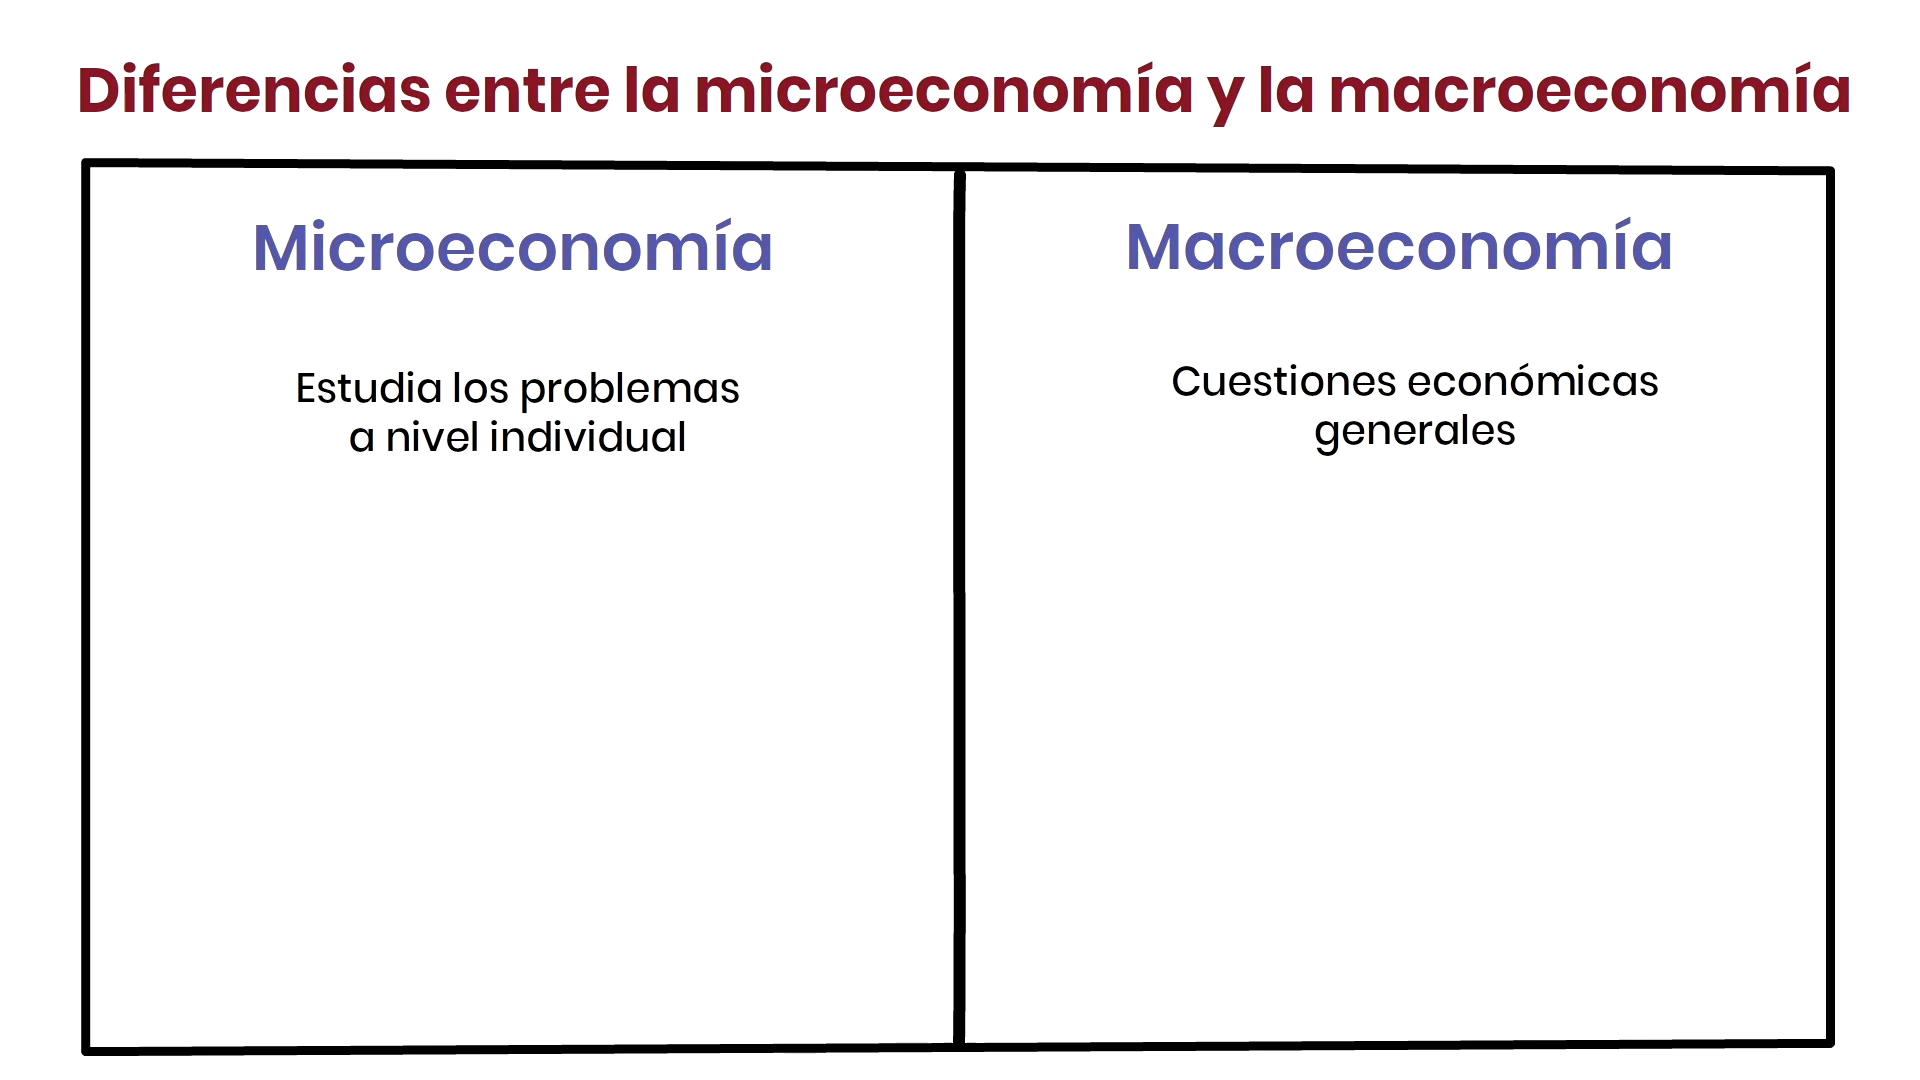 Diferencias entre la microeconomía y la macroeconomía
Microeconomía
Estudia los problemas
a nivel individual
Macroeconomía
Cuestiones económicas
generales